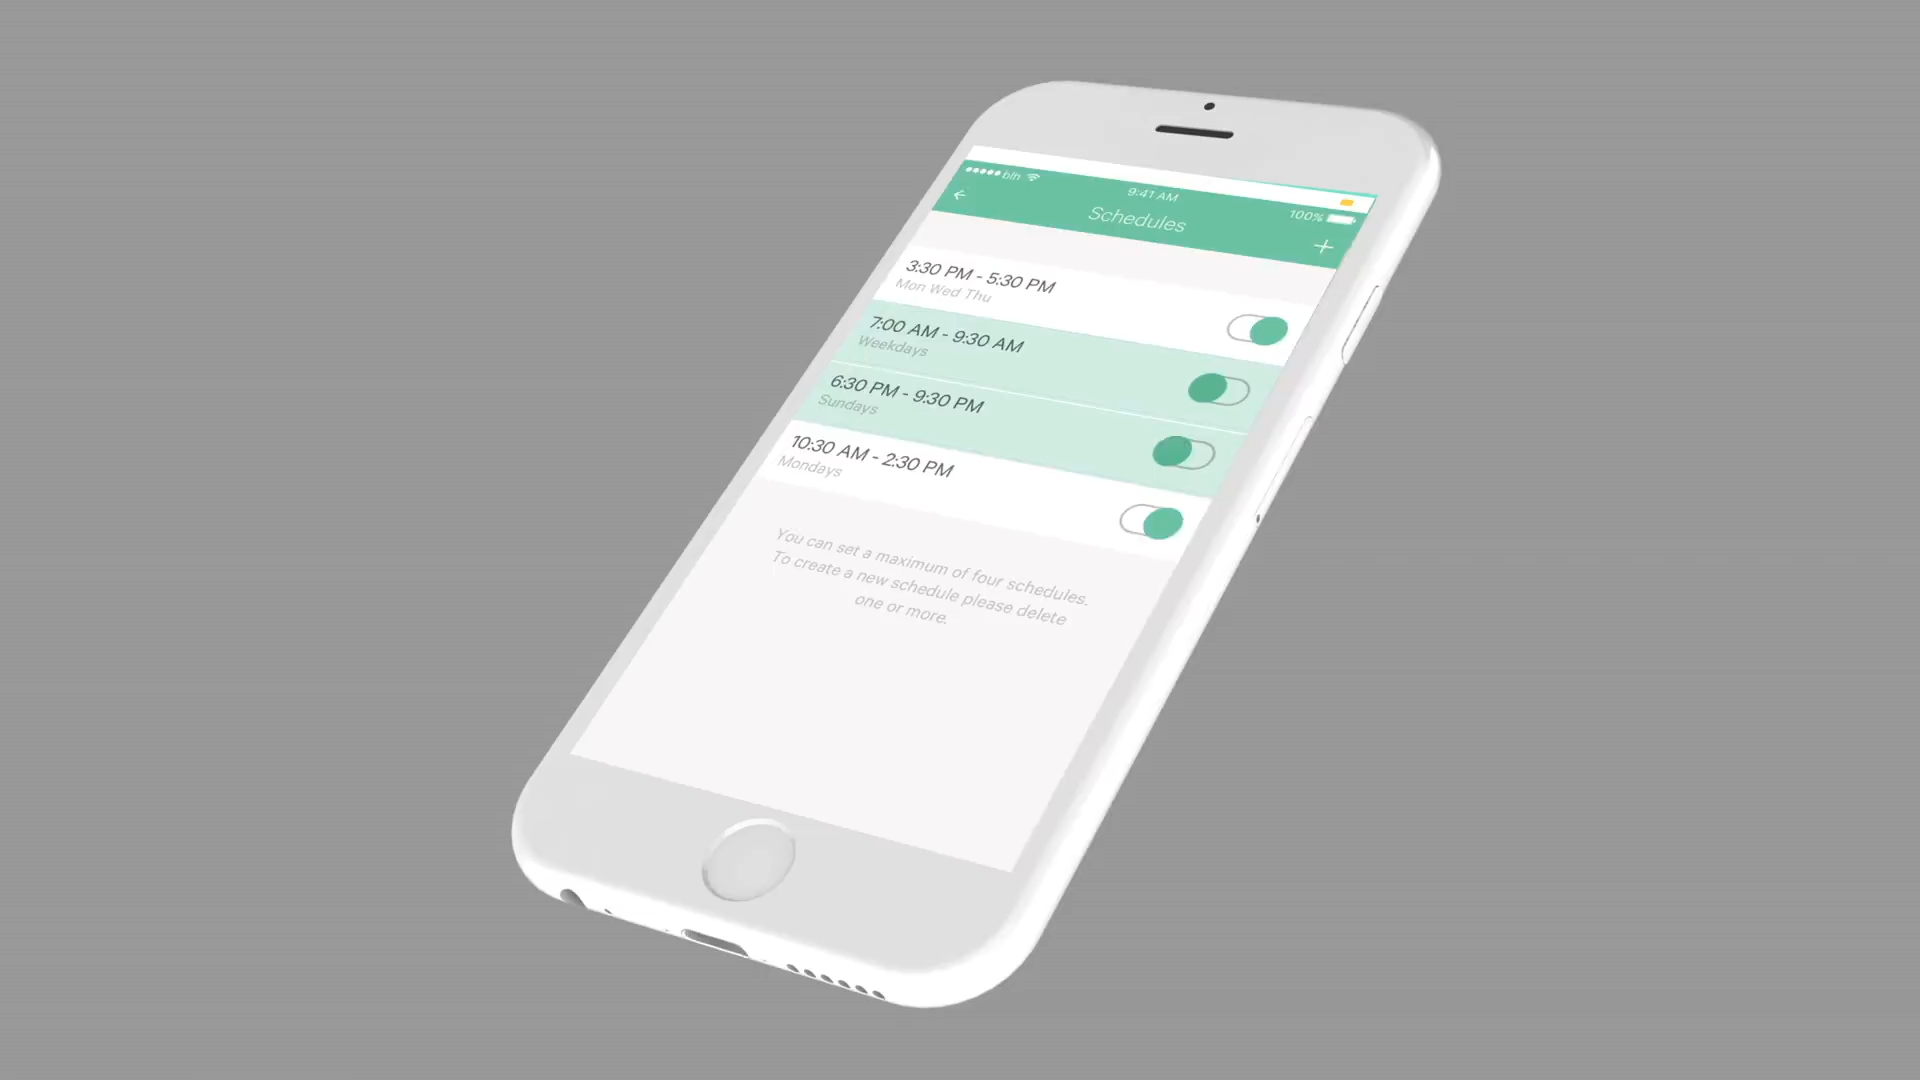 blh
9:41 AM
100%
Schedules
3:30 PM - 5:30 PM
Mon Wed Thu
7:00 AM - 9:30 AM
Weekdays
6:30 PM - 9:30 PM
Sundays
10:30 AM - 2:30 PM
Mondays
You can set a maximum of four schedules.
To create a new schedule please delete
one or more.